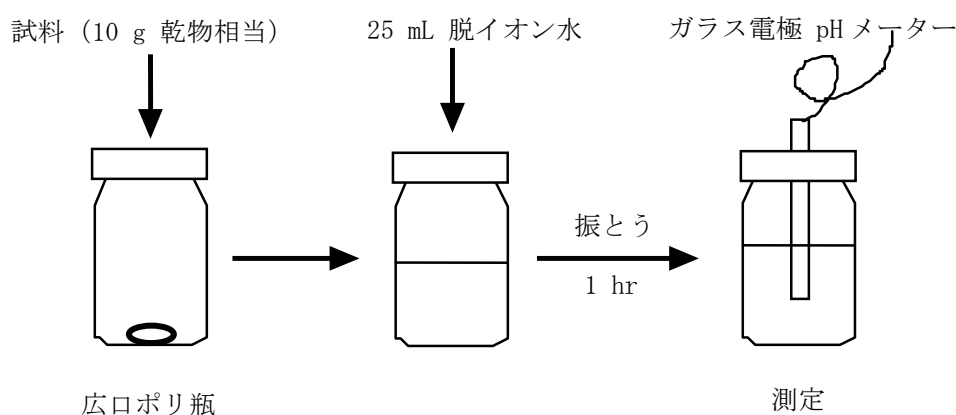 試料 (10 g 乾物相当)
25 mL 脱イオン水
ガラス電極 pH メーター
振とう
1 hr
広口ポリ瓶
測定